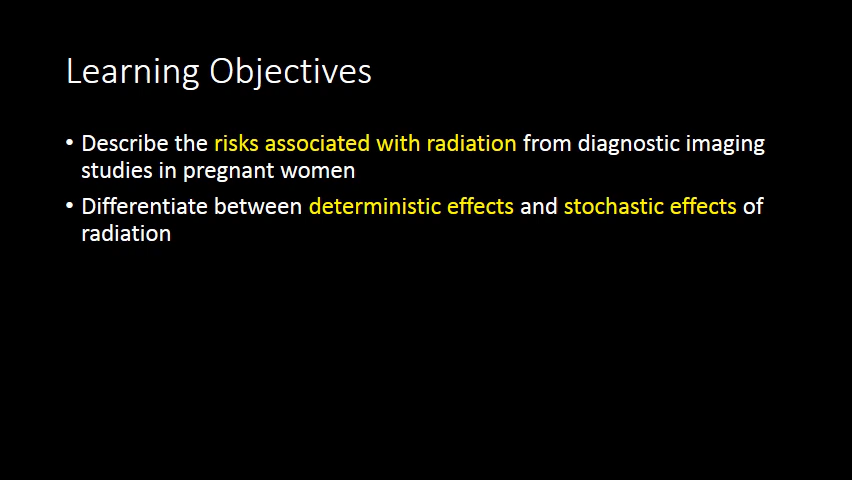 Learning Objectives
• Describe the risks associated with radiation from diagnostic imaging
studies in pregnant women
• Differentiate between deterministic effects and stochastic effects of
radiation